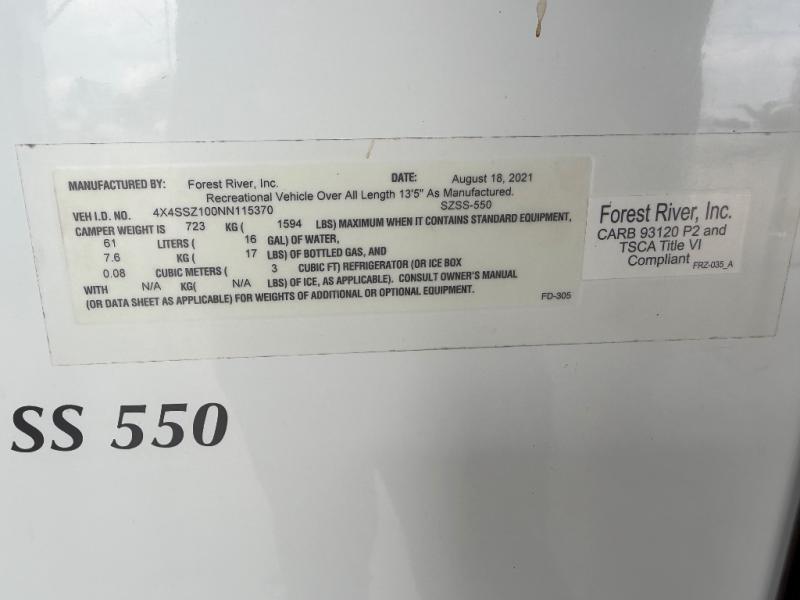 MANUFACTURED BY: Forest River, Inc. DATE: August 18, 2021
Recreational Vehicle Over All Length 13'5" As Manufactured.
VEH I.D. NO. 4X4SSZ100NN115370 SZSS-550
CAMPER WEIGHT IS 723 KG ( 1594 LBS) MAXIMUM WHEN IT CONTAINS STANDARD EQUIPMENT,
61 LITERS ( 16 GAL) OF WATER,
7.6 KG ( 17 LBS) OF BOTTLED GAS, AND
0.08 CUBIC METERS ( 3 CUBIC FT) REFRIGERATOR (OR ICE BOX
WITH N/A KG( N/A LBS) OF ICE, AS APPLICABLE). CONSULT OWNER'S MANUAL
(OR DATA SHEET AS APPLICABLE) FOR WEIGHTS OF ADDITIONAL OR OPTIONAL EQUIPMENT.
FD-305
Forest River, Inc.
CARB 93120 P2 and
TSCA Title VI
Compliant FRZ-035_A
SS 550